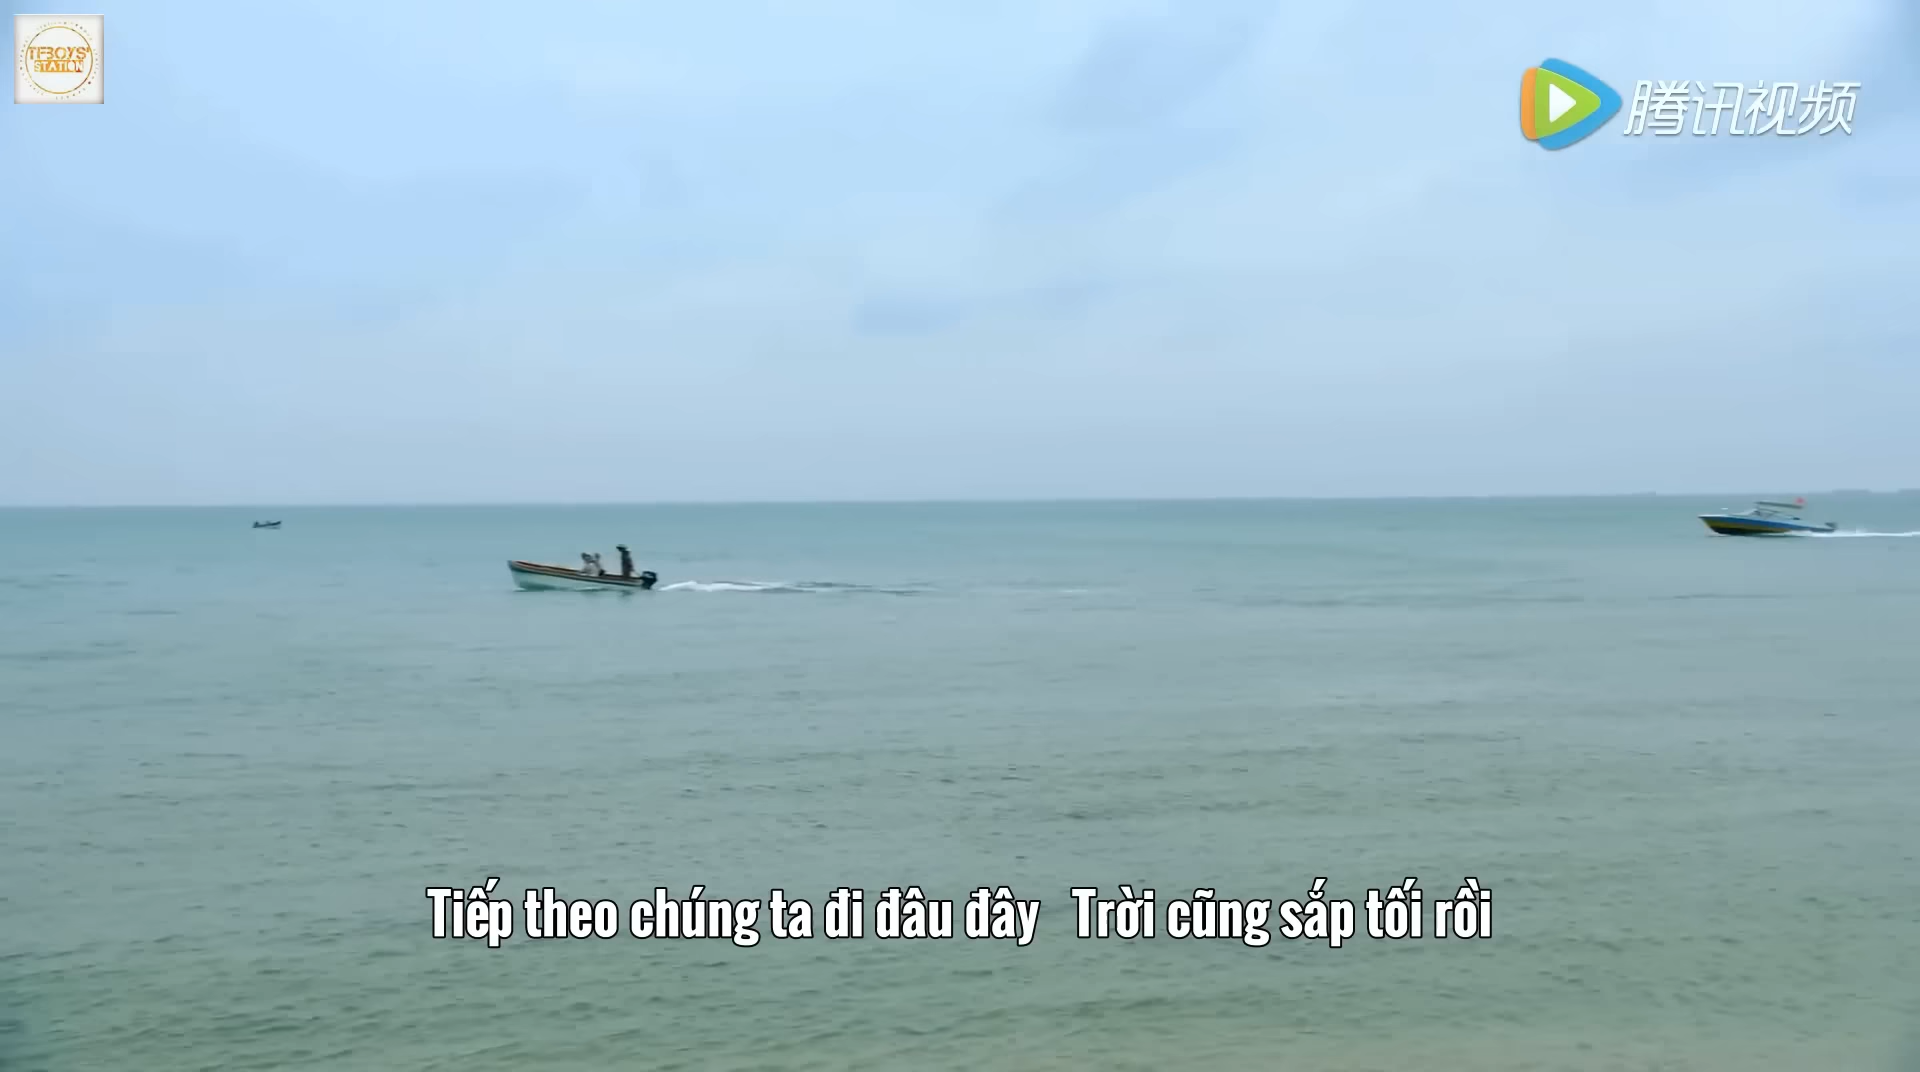 TFBOYS'
STATION
腾讯视频
Tiếp theo chúng ta đi đâu đây Trời cũng sắp tối rồi